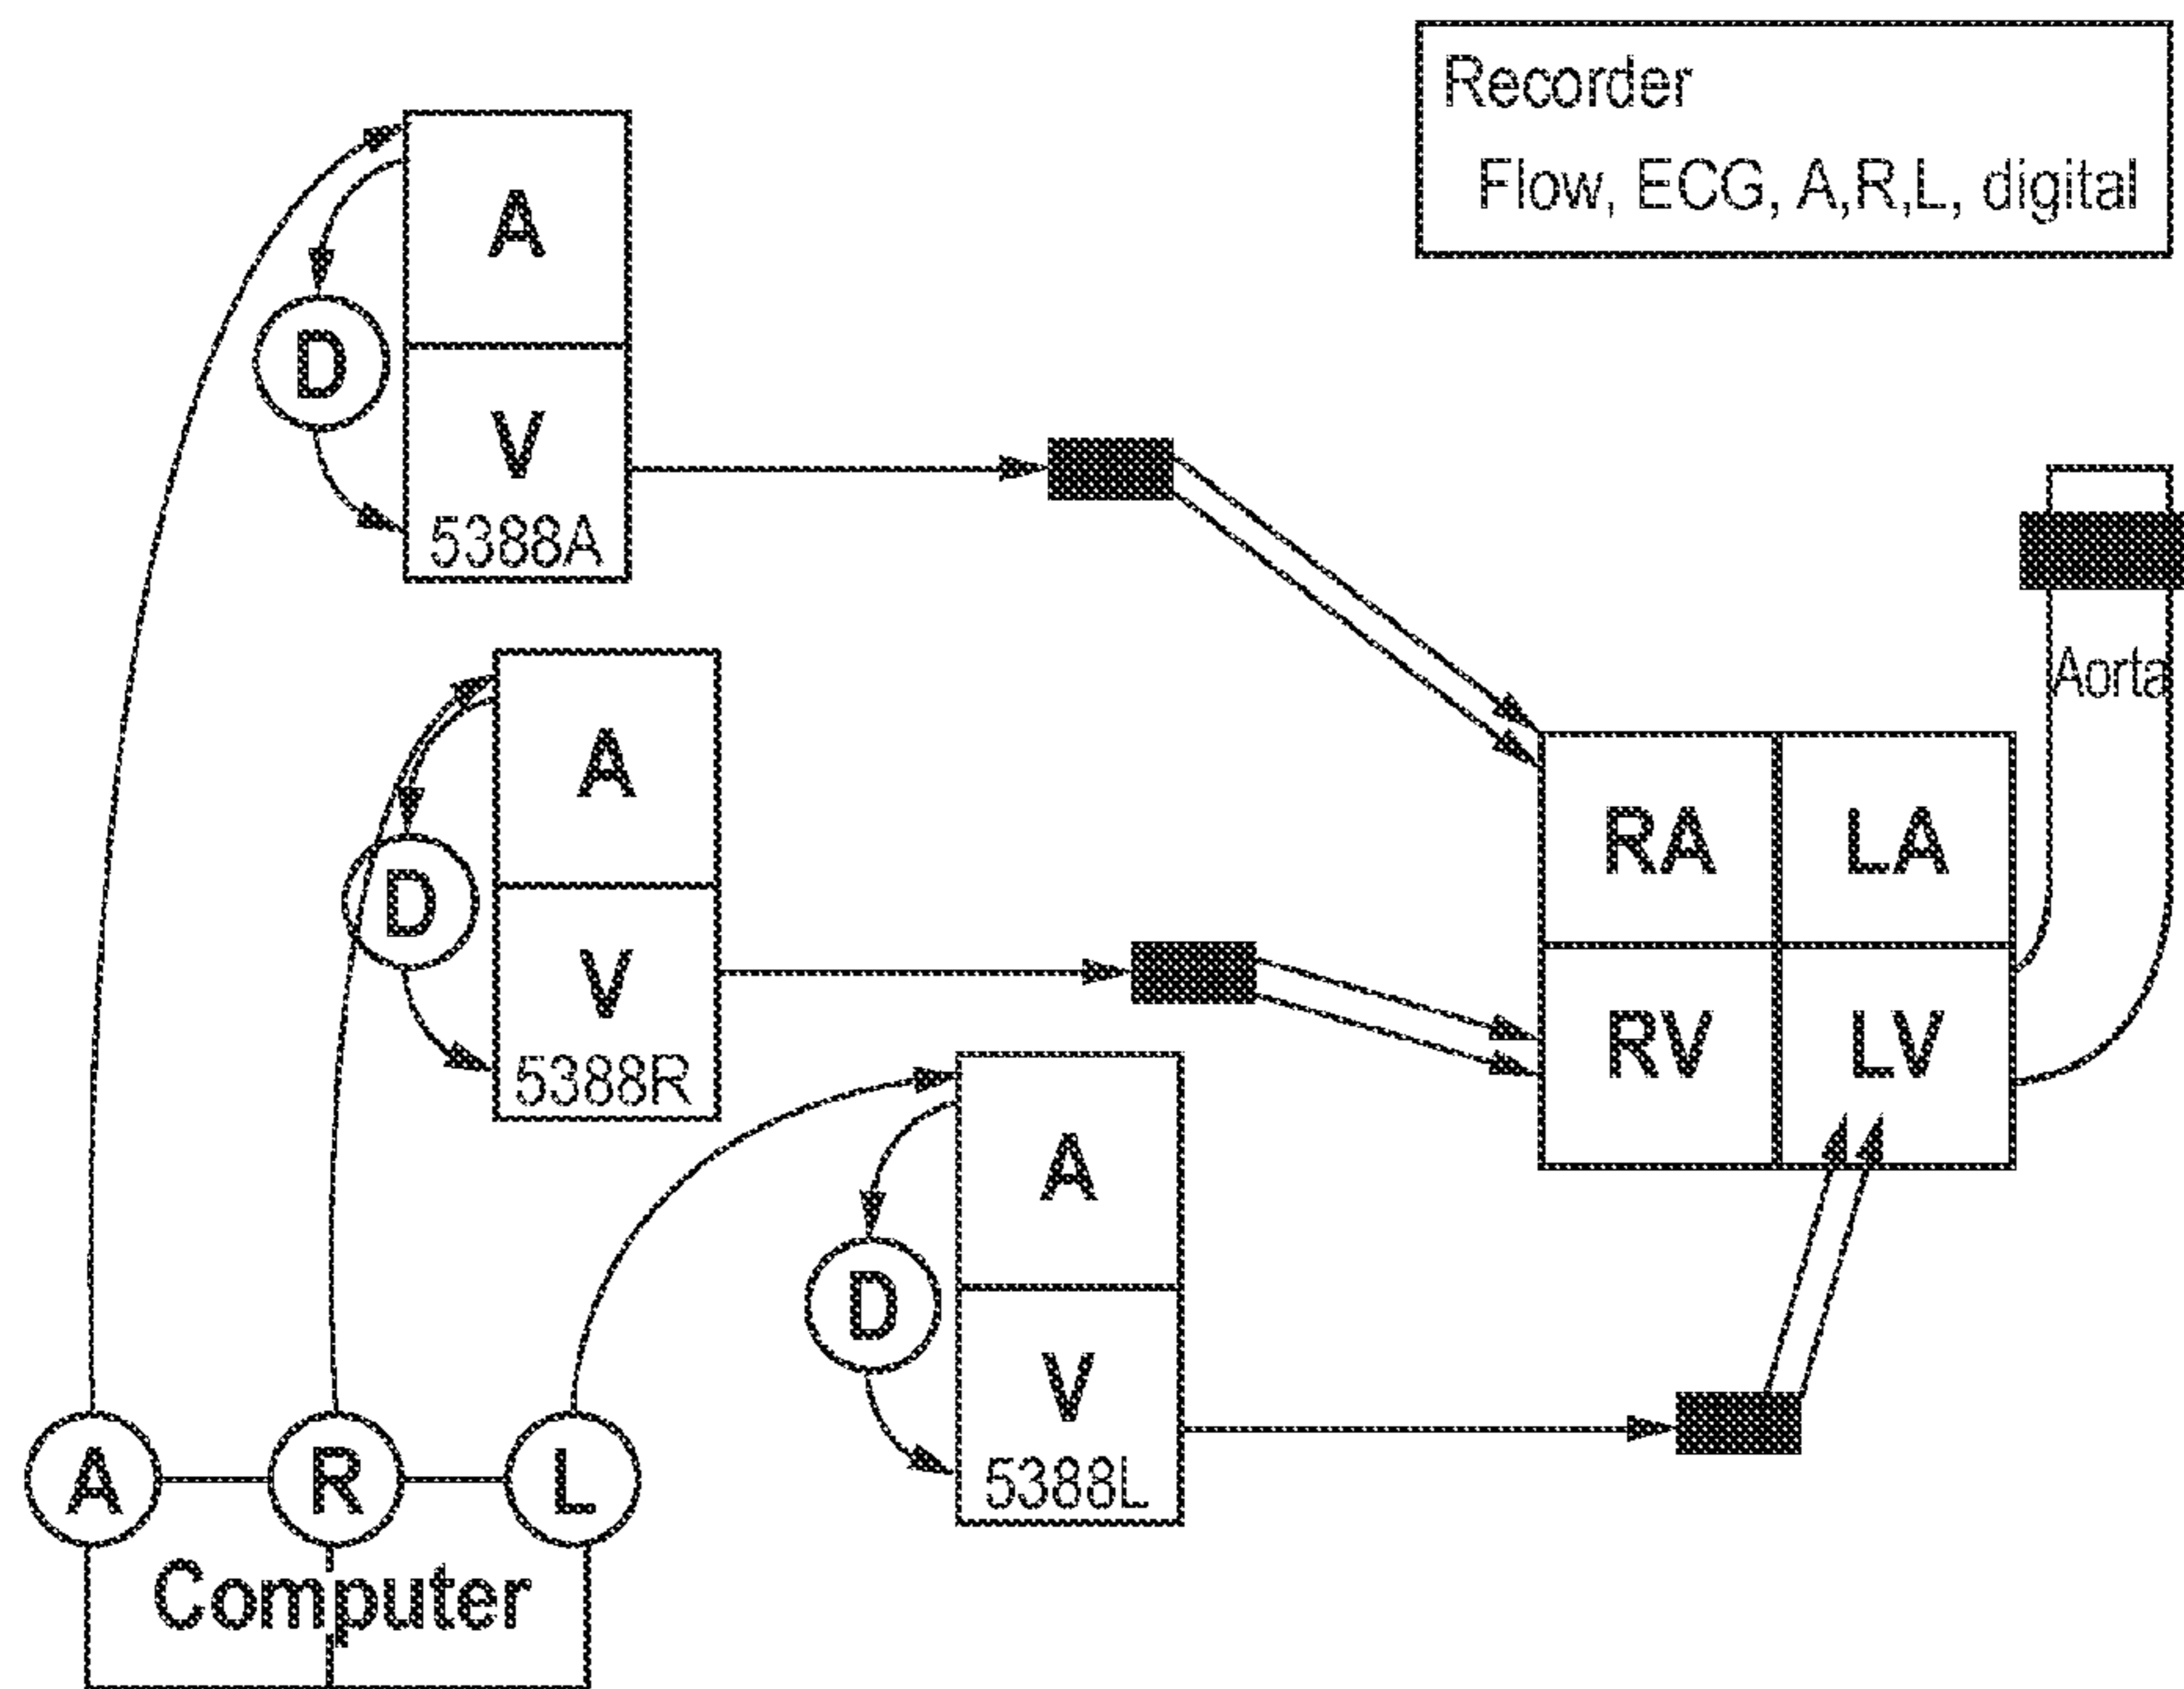 Recorder
Flow, ECG, A,R,L, digital
A
D
V
5388A
Aorta
A
D
V
5388R
RA LA
RV LV
A
D
V
5388L
A R L
Computer